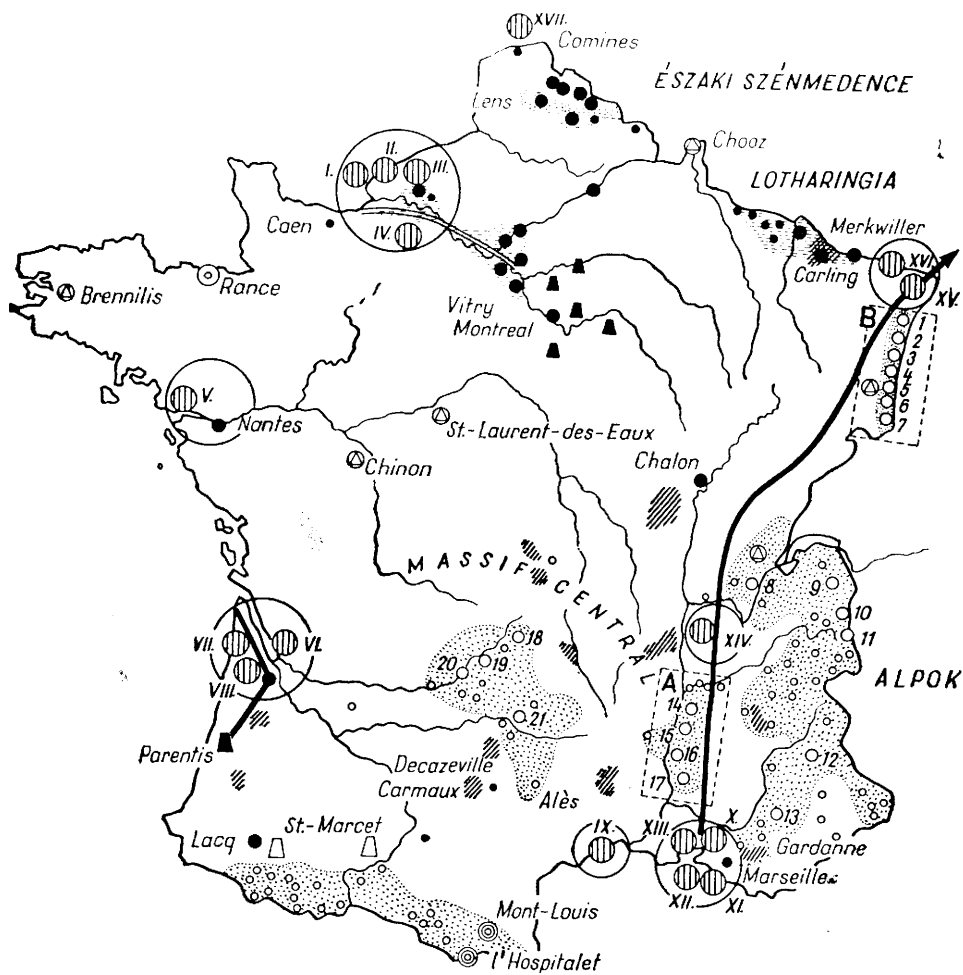 XVII.
Comines
ÉSZAKI SZÉNMEDENCE
Lens
Chooz
II.
I.
III.
LOTHARINGIA
Caen
IV.
Merkwiller
XVI.
Carling
XV.
Brennilis
Rance
Vitry
Montreal
B
1
2
3
4
5
6
7
V.
Nantes
St.-Laurent-des-Eaux
Chinon
Chalon
MASSIF CENTRAL
8
9
10
11
VII.
VI.
VIII.
18
19
20
21
XIV.
ALPOK
A
14
15
16
17
Parentis
Decazeville
Carmaux
Alès
12
13
Lacq
St.-Marcet
IX.
XIII.
X.
Gardanne
Marseille
XII.
XI.
Mont-Louis
l'Hospitalet